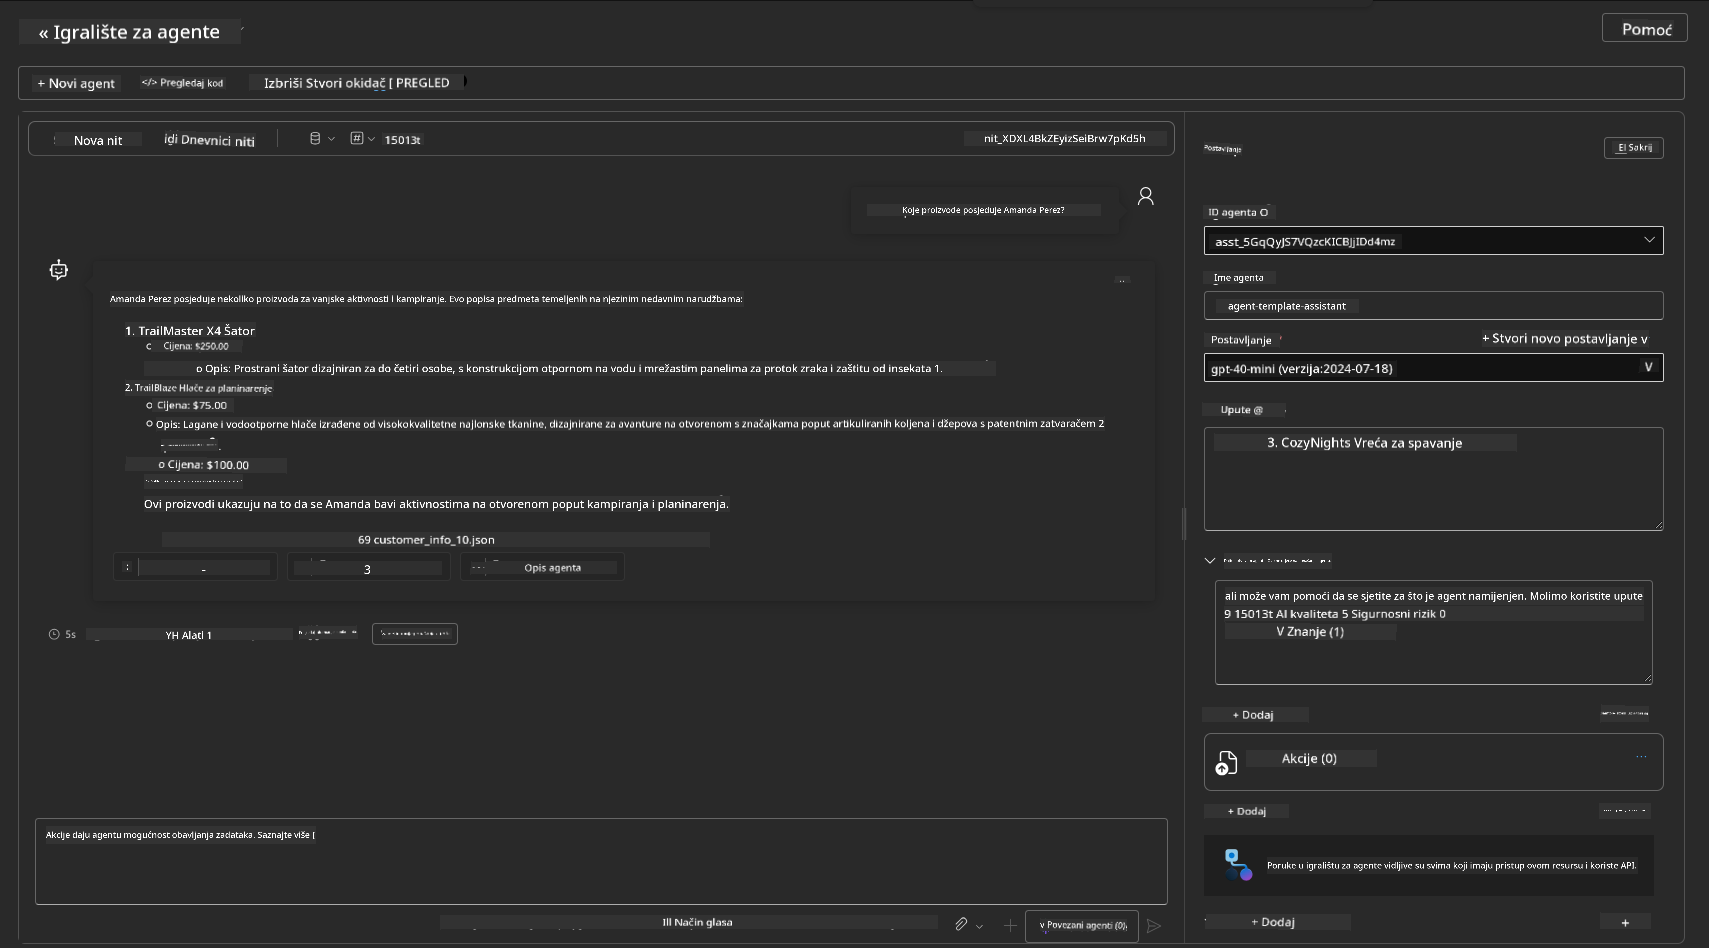 « Igralište za agente
Pomoć
+ Novi agent
</> Pregledaj kod
Izbriši Stvori okidač [ PREGLED
Nova nit
idi Dnevnici niti
15013t
nit_XDXL4BkZEyizSeiBrw7pKd5h
Koje proizvode posjeduje Amanda Perez?
Amanda Perez posjeduje nekoliko proizvoda za vanjske aktivnosti i kampiranje. Evo popisa predmeta temeljenih na njezinim nedavnim narudžbama:
1. TrailMaster X4 Šator
Cijena: $250.00
o Opis: Prostrani šator dizajniran za do četiri osobe, s konstrukcijom otpornom na vodu i mrežastim panelima za protok zraka i zaštitu od insekata 1.
2. TrailBlaze Hlače za planinarenje
o Cijena: $75.00
o Opis: Lagane i vodootporne hlače izrađene od visokokvalitetne najlonske tkanine, dizajnirane za avanture na otvorenom s značajkama poput artikuliranih koljena i džepova s patentnim zatvaračem 2
o Cijena: $100.00
Ovi proizvodi ukazuju na to da se Amanda bavi aktivnostima na otvorenom poput kampiranja i planinarenja.
69 customer_info_10.json
-
3
Opis agenta
5s
YH Alati 1
Akcije daju agentu mogućnost obavljanja zadataka. Saznajte više [
Ill Način glasa
v Povezani agenti (0)
Postavljanje
El Sakrij
ID agenta O
asst_5GqQyJS7VQzcKICBJjIDd4mz
Ime agenta
agent-template-assistant
Postavljanje
+ Stvori novo postavljanje v
gpt-40-mini (verzija:2024-07-18)
V
Upute @
3. CozyNights Vreća za spavanje
ali može vam pomoći da se sjetite za što je agent namijenjen. Molimo koristite upute
9 15013t AI kvaliteta 5 Sigurnosni rizik 0
V Znanje (1)
+ Dodaj
Akcije (0)
...
+ Dodaj
Poruke u igralištu za agente vidljive su svima koji imaju pristup ovom resursu i koriste API.
+ Dodaj
+